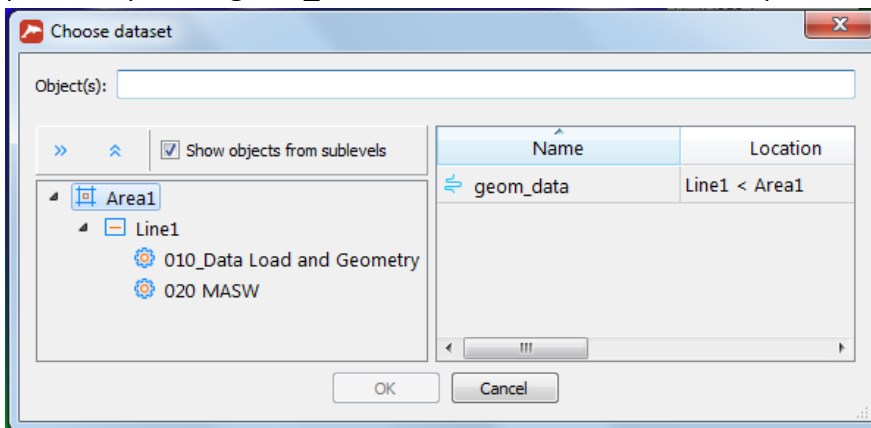 Choose dataset
Object(s):
Show objects from sublevels
Name Location
geom_data Line1 < Area1
Area1
Line1
010_Data Load and Geometry
020 MASW
OK Cancel